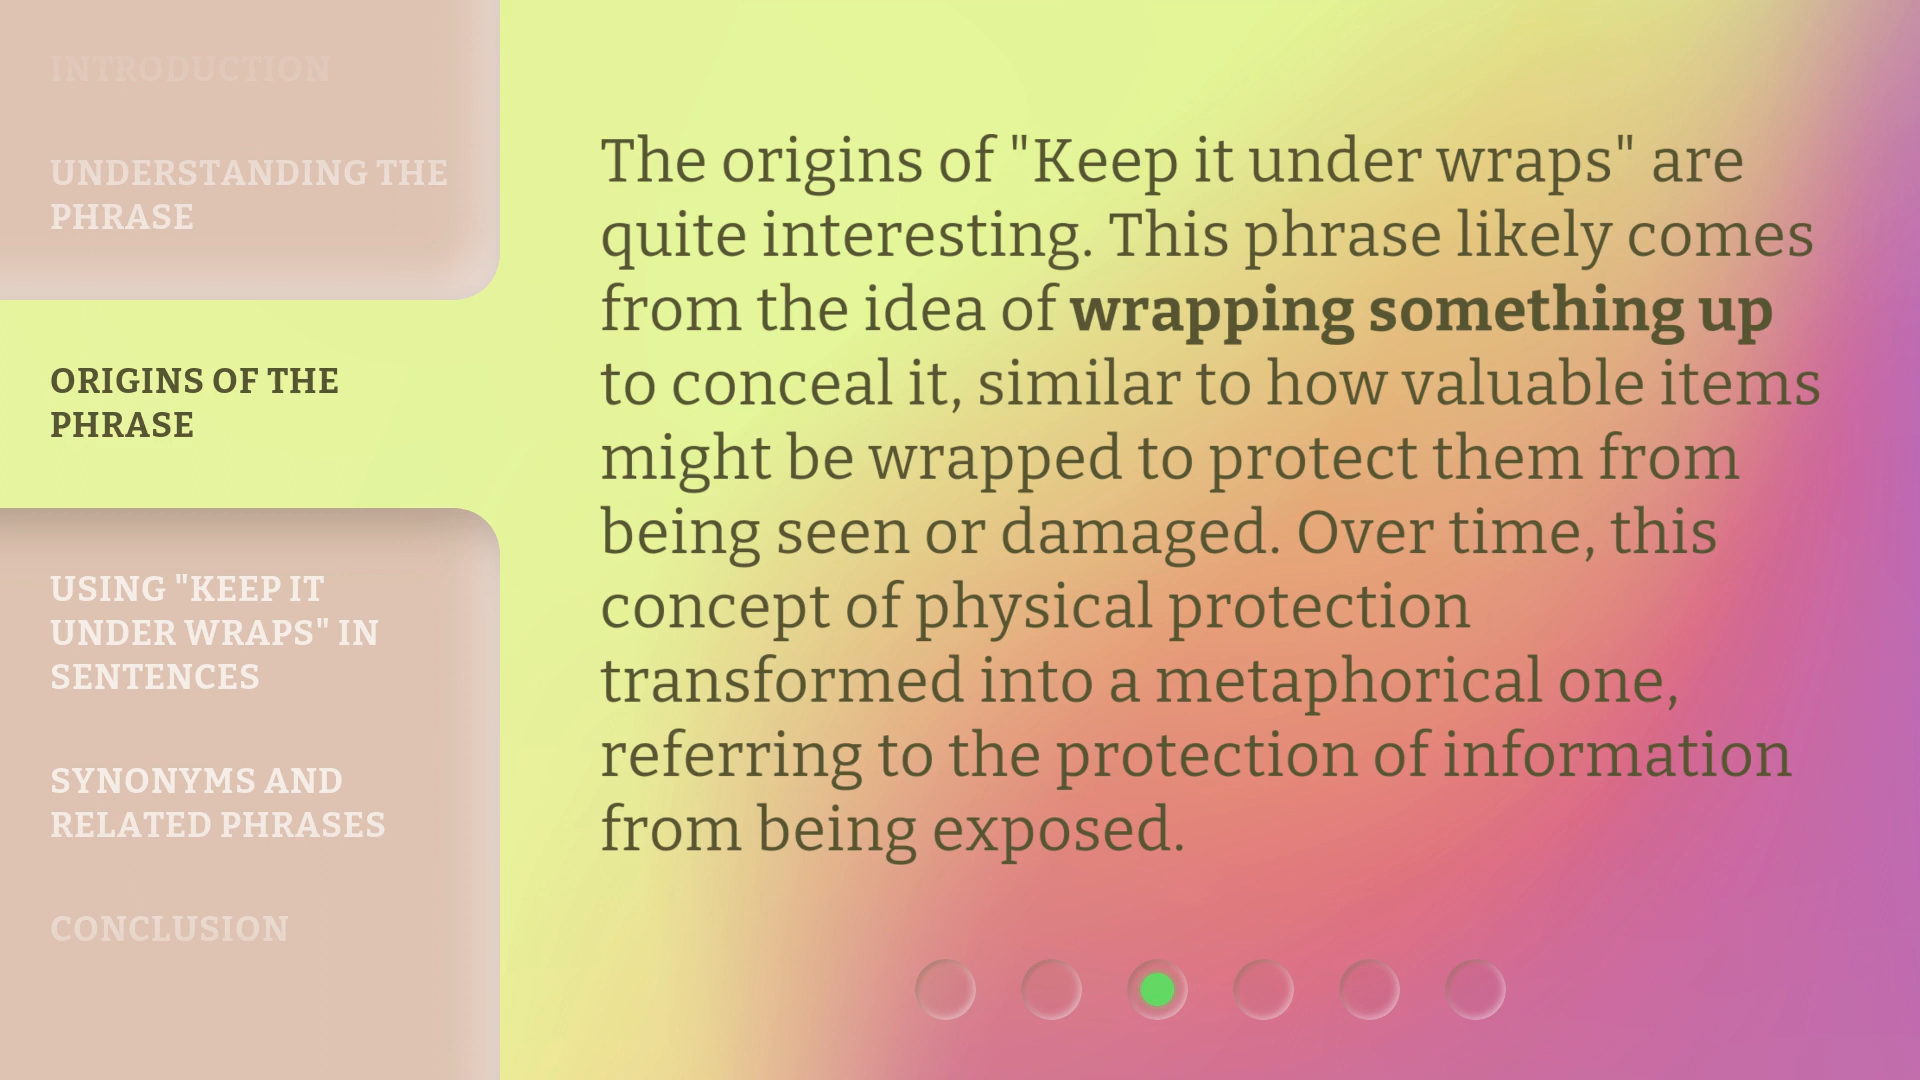 INTRODUCTION
UNDERSTANDING THE
PHRASE
ORIGINS OF THE
PHRASE
USING "KEEP IT
UNDER WRAPS" IN
SENTENCES
SYNONYMS AND
RELATED PHRASES
CONCLUSION
The origins of "Keep it under wraps" are
quite interesting. This phrase likely comes
from the idea of wrapping something up
to conceal it, similar to how valuable items
might be wrapped to protect them from
being seen or damaged. Over time, this
concept of physical protection
transformed into a metaphorical one,
referring to the protection of information
from being exposed.